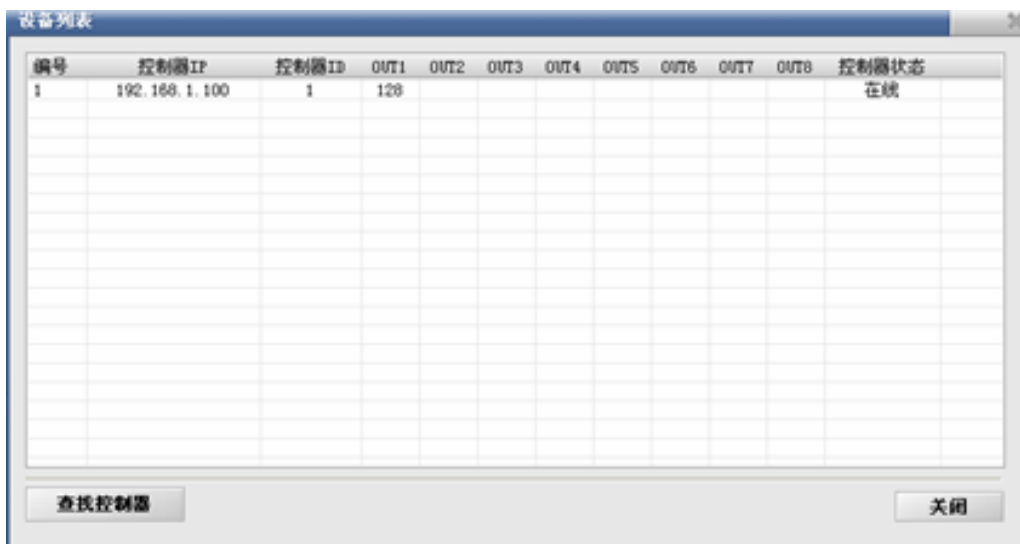 设备列表
编号 控制器IP 控制器ID OUT1 OUT2 OUT3 OUT4 OUT5 OUT6 OUT7 OUT8 控制器状态
1 192.168.1.100 1 128 在线
查找控制器 关闭